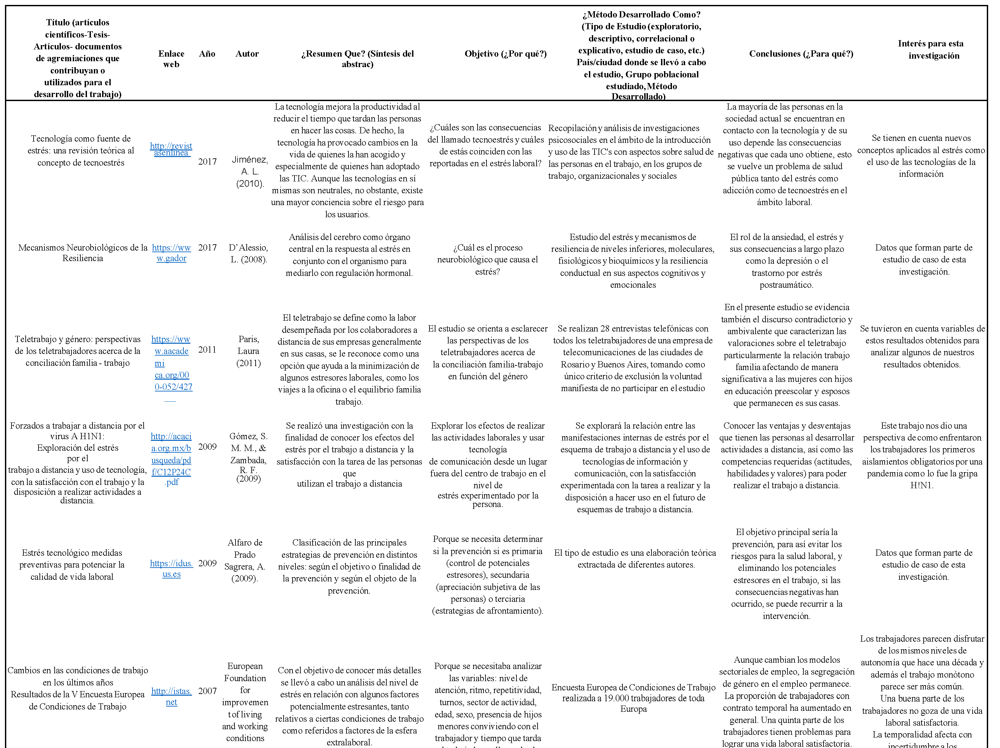 Título (artículos
científicos-Tesis-
Artículos- documentos
de agremiaciones que
contribuyan o
utilizados para el
desarrollo del trabajo)
Enlace
web
Año
Autor
¿Resumen Que? (Síntesis del
abstrac)
Objetivo (¿Por qué?)
¿Método Desarrollado Como?
(Tipo de Estudio (exploratorio,
descriptivo, correlacional o
explicativo, estudio de caso, etc.)
País/ciudad donde se llevó a cabo
el estudio, Grupo poblacional
estudiado, Método
Desarrollado)
Conclusiones (¿Para qué?)
Interés para esta
investigación
Tecnología como fuente de
estrés: una revisión teórica al
concepto de tecnoestrés
http://revist
asenlinea
2017
Jiménez,
A. L.
(2010).
La tecnología mejora la productividad al
reducir el tiempo que tardan las personas
en hacer las cosas. De hecho, la
tecnología ha provocado cambios en la
vida de quienes la han acogido y
especialmente de quienes han adoptado
las TIC. Aunque las tecnologías en sí
mismas son neutrales, no obstante, existe
una mayor conciencia sobre el riesgo para
los usuarios.
¿Cuáles son las consecuencias
del llamado tecnoestrés y cuáles
de estás coinciden con las
reportadas en el estrés laboral?
Recopilación y análisis de investigaciones
psicosociales en el ámbito de la introducción
y uso de las TIC's con aspectos sobre salud de
las personas en el trabajo, en los grupos de
trabajo, organizacionales y sociales
La mayoría de las personas en la
sociedad actual se encuentran en
contacto con la tecnología y de su
uso depende las consecuencias
negativas que cada uno obtiene, esto
se vuelve un problema de salud
pública tanto del estrés como
adicción como de tecnoestrés en el
ámbito laboral.
Se tienen en cuenta nuevos
conceptos aplicados al estrés como
el uso de las tecnologías de la
información
Mecanismos Neurobiológicos de la
Resiliencia
https://ww
w.gador
2017
D’Alessio,
L. (2008).
Análisis del cerebro como órgano
central en la respuesta al estrés en
conjunto con el organismo para
mediarlo con regulación hormonal.
¿Cuál es el proceso
neurobiológico que causa el
estrés?
Estudio del estrés y mecanismos de
resiliencia de niveles inferiores, moleculares,
fisiológicos y bioquímicos y la resiliencia
conductual en sus aspectos cognitivos y
emocionales
El rol de la ansiedad, el estrés y
sus consecuencias a largo plazo
como la depresión o el
trastorno por estrés
postraumático.
Datos que forman parte de
estudio de caso de esta
investigación.
Teletrabajo y género: perspectivas
de los teletrabajadores acerca de la
conciliación familia - trabajo
https://ww
w.aacade
mi
ca.org/00
0-052/427
2011
Paris,
Laura
(2011)
El teletrabajo se define como la labor
desempeñada por los colaboradores a
distancia de sus empresas generalmente
en sus casas, se le reconoce como una
opción que ayuda a la minimización de
algunos estresores laborales, como los
viajes a la oficina o el equilibrio familia
trabajo.
El estudio se orienta a esclarecer
las perspectivas de los
teletrabajadores acerca de
la conciliación familia-trabajo
en función del género
Se realizan 28 entrevistas telefónicas con
todos los teletrabajadores de una empresa de
telecomunicaciones de las ciudades de
Rosario y Buenos Aires, tomando como
único criterio de exclusión la voluntad
manifiesta de no participar en el estudio
En el presente estudio se evidencia
también el discurso contradictorio y
ambivalente que caracterizan las
valoraciones sobre el teletrabajo
particularmente la relación trabajo
familia afectando de manera
significativa a las mujeres con hijos
en educación preescolar y esposos
que permanecen es sus casas.
Se tuvieron en cuenta variables de
estos resultados obtenidos para
analizar algunos de nuestros
resultados obtenidos.
Forzados a trabajar a distancia por el
virus A H1N1:
Exploración del estrés
por el
trabajo a distancia y uso de tecnología,
con la satisfacción con el trabajo y la
disposición a realizar actividades a
distancia.
http://acaci
a.org.mx/b
usqueda/pd
f/C12P24C
.pdf
2009
Gómez, S.
M. M., &
Zambada,
R. F.
(2009)
Se realizó una investigación con la
finalidad de conocer los efectos del
estrés por el trabajo a distancia y la
satisfacción con la tarea de las personas
que
utilizan el trabajo a distancia
Explorar los efectos de realizar
las actividades laborales y usar
tecnología
de comunicación desde un lugar
fuera del centro de trabajo en el
nivel de
estrés experimentado por la
persona.
Se explorará la relación entre las
manifestaciones internas de estrés por el
esquema de trabajo a distancia y el uso de
tecnologías de información y
comunicación, con la satisfacción
experimentada con la tarea a realizar y la
disposición a hacer uso en el futuro de
esquemas de trabajo a distancia.
Conocer las ventajas y desventajas
que tienen las personas al desarrollar
actividades a distancia, así como las
competencias requeridas (actitudes,
habilidades y valores) para poder
realizar el trabajo a distancia.
Este trabajo nos dio una
perspectiva de como enfrentaron
los trabajadores los primeros
aislamientos obligatorios por una
pandemia como lo fue la gripa
H!N1.
Estrés tecnológico medidas
preventivas para potenciar la
calidad de vida laboral
https://idus.
us.es
2009
Alfaro de
Prado
Sagrera, A.
(2009).
Clasificación de las principales
estrategias de prevención en distintos
niveles: según el objetivo o finalidad de
la prevención y según el objeto de la
prevención.
Porque se necesita determinar
si la prevención si es primaria
(control de potenciales
estresores), secundaria
(apreciación subjetiva de las
personas) o terciaria
(estrategias de afrontamiento).
El tipo de estudio es una elaboración teórica
extractada de diferentes autores.
El objetivo principal sería la
prevención, para así evitar los
riesgos para la salud laboral, y
eliminando los potenciales
estresores en el trabajo, si las
consecuencias negativas han
ocurrido, se puede recurrir a la
intervención.
Datos que forman parte de
estudio de caso de esta
investigación.
Cambios en las condiciones de trabajo
en los últimos años
Resultados de la V Encuesta Europea
de Condiciones de Trabajo
http://istas.
net
2007
European
Foundation
for
improvemen
t of living
and working
conditions
Con el objetivo de conocer más detalles
se llevó a cabo un análisis del nivel de
estrés en relación con algunos factores
potencialmente estresantes, tanto
relativos a ciertas condiciones de trabajo
como referidos a factores de la esfera
extralaboral.
Porque se necesitaba analizar
las variables: nivel de
atención, ritmo, repetitividad,
turnos, sector de actividad,
edad, sexo, presencia de hijos
menores conviviendo con el
trabajador y tiempo que tarda
Encuesta Europea de Condiciones de Trabajo
realizada a 19.000 trabajadores de toda
Europa
Aunque cambian los modelos
sectoriales de empleo, la segregación
de género en el empleo permanece.
La proporción de trabajadores con
contrato temporal ha aumentado en
general. Una quinta parte de los
trabajadores tienen problemas para
lograr una vida laboral satisfactoria.
Los trabajadores parecen disfrutar
de los mismos niveles de
autonomía que hace una década y
además el trabajo monótono
parece ser más común.
Una buena parte de los
trabajadores no goza de una vida
laboral satisfactoria.
La temporalidad afecta con
incertidumbre a los